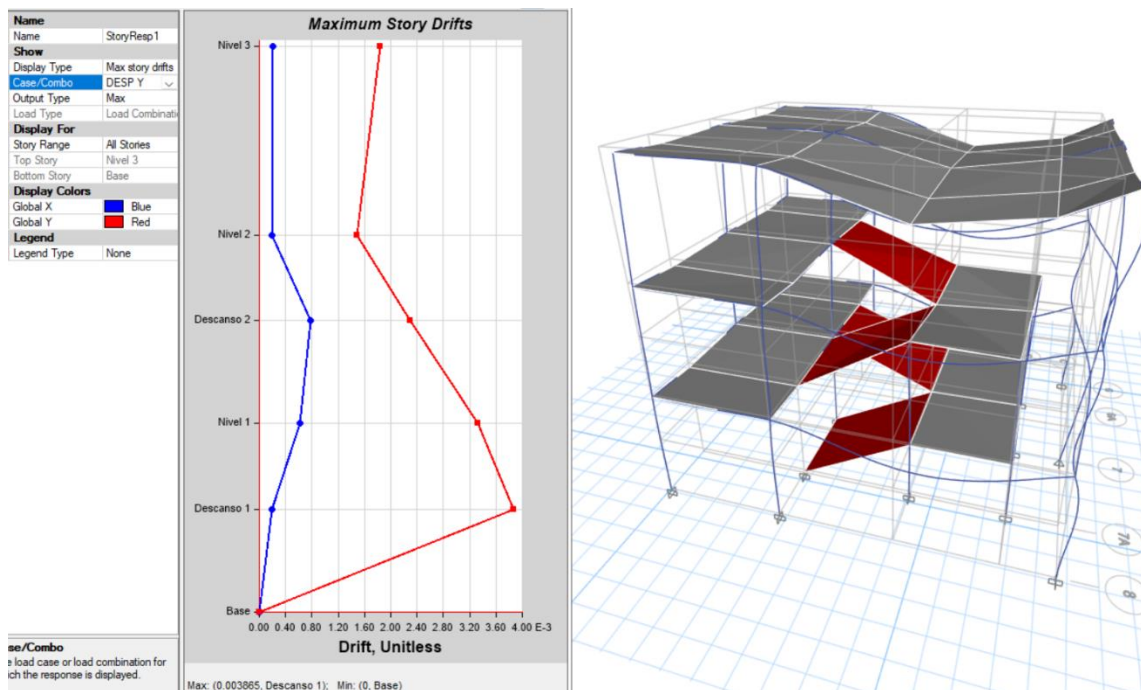 Name
Name StoryResp1
Show
Display Type Max story drifts
Case/Combo DESP Y
Output Type Max
Load Type Load Combinati
Display For
Story Range All Stories
Top Story Nivel 3
Bottom Story Base
Display Colors
Global X Blue
Global Y Red
Legend
Legend Type None
se/Combo
e load case or load combination for
ich the response is displayed.
Maximum Story Drifts
Nivel 3
Nivel 2
Descanso 2
Nivel 1
Descanso 1
Base
0.00 0.40 0.80 1.20 1.60 2.00 2.40 2.80 3.20 3.60 4.00 E-3
Drift, Unitless
Max: (0.003865, Descanso 1); Min: (0, Base)
7
7A
8